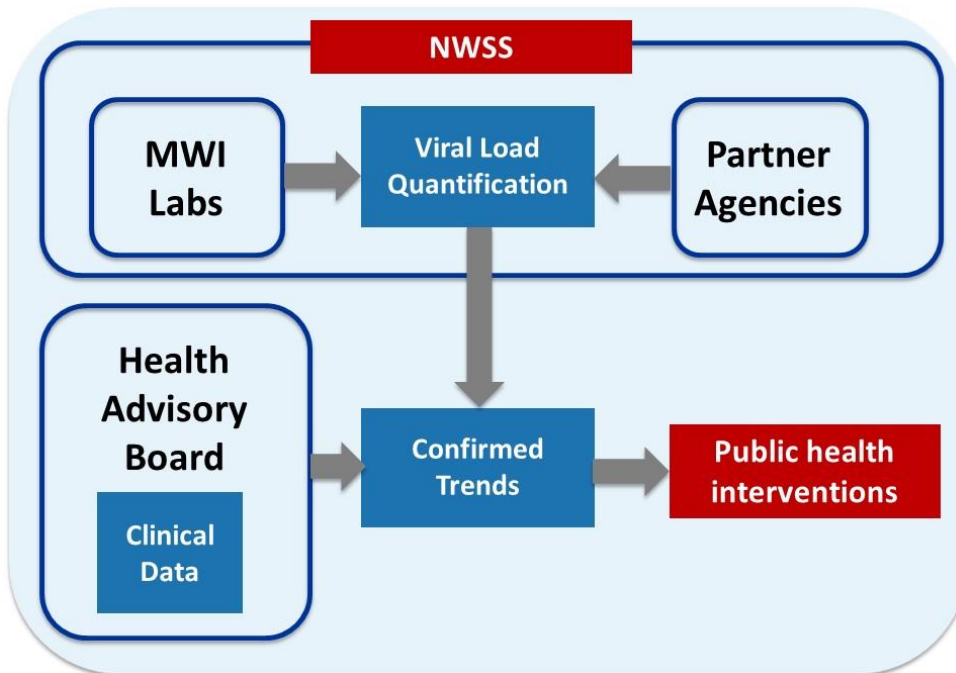 NWSS
MWI
Labs
Viral Load
Quantification
Partner
Agencies
Health
Advisory
Board
Clinical
Data
Confirmed
Trends
Public health
interventions